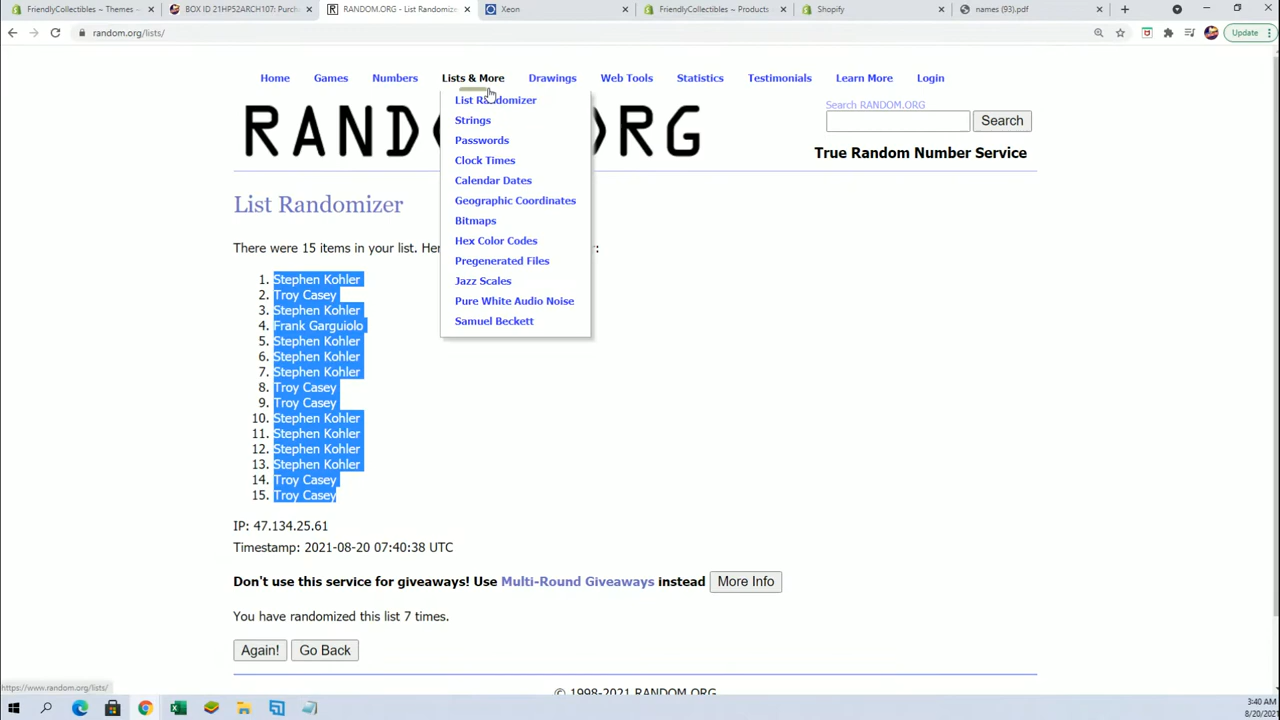 FriendlyCollectibles ~ Themes ~
BOX ID 21HP52ARCH107: Purch
RANDOM.ORG - List Randomizer
Xeon
FriendlyCollectibles ~ Products ~
Shopify
names (93).pdf
random.org/lists/
Update
Home Games Numbers Lists & More Drawings Web Tools Statistics Testimonials Learn More Login
List Randomizer
Strings
Passwords
Clock Times
Calendar Dates
Geographic Coordinates
Bitmaps
Hex Color Codes
Pregenerated Files
Jazz Scales
Pure White Audio Noise
Samuel Beckett
Search RANDOM.ORG
Search
True Random Number Service
List Randomizer
There were 15 items in your list.
1. Stephen Kohler
2. Troy Casey
3. Stephen Kohler
4. Frank Garguiolo
5. Stephen Kohler
6. Stephen Kohler
7. Stephen Kohler
8. Troy Casey
9. Troy Casey
10. Stephen Kohler
11. Stephen Kohler
12. Stephen Kohler
13. Stephen Kohler
14. Troy Casey
15. Troy Casey
IP: 47.134.25.61
Timestamp: 2021-08-20 07:40:38 UTC
Don't use this service for giveaways! Use Multi-Round Giveaways instead More Info
You have randomized this list 7 times.
Again! Go Back
https://www.random.org/lists/
© 1998-2021 RANDOM.ORG
3:40 AM